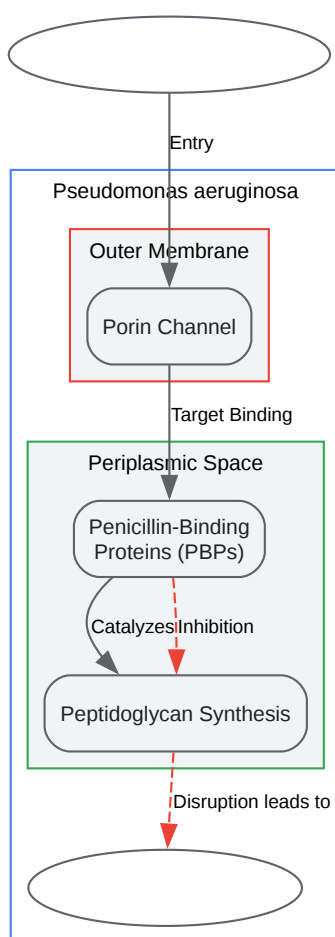 Entry
Pseudomonas aeruginosa
Outer Membrane
Porin Channel
Target Binding
Periplasmic Space
Penicillin-Binding
Proteins (PBPs)
Catalyzes
Inhibition
Peptidoglycan Synthesis
Disruption leads to